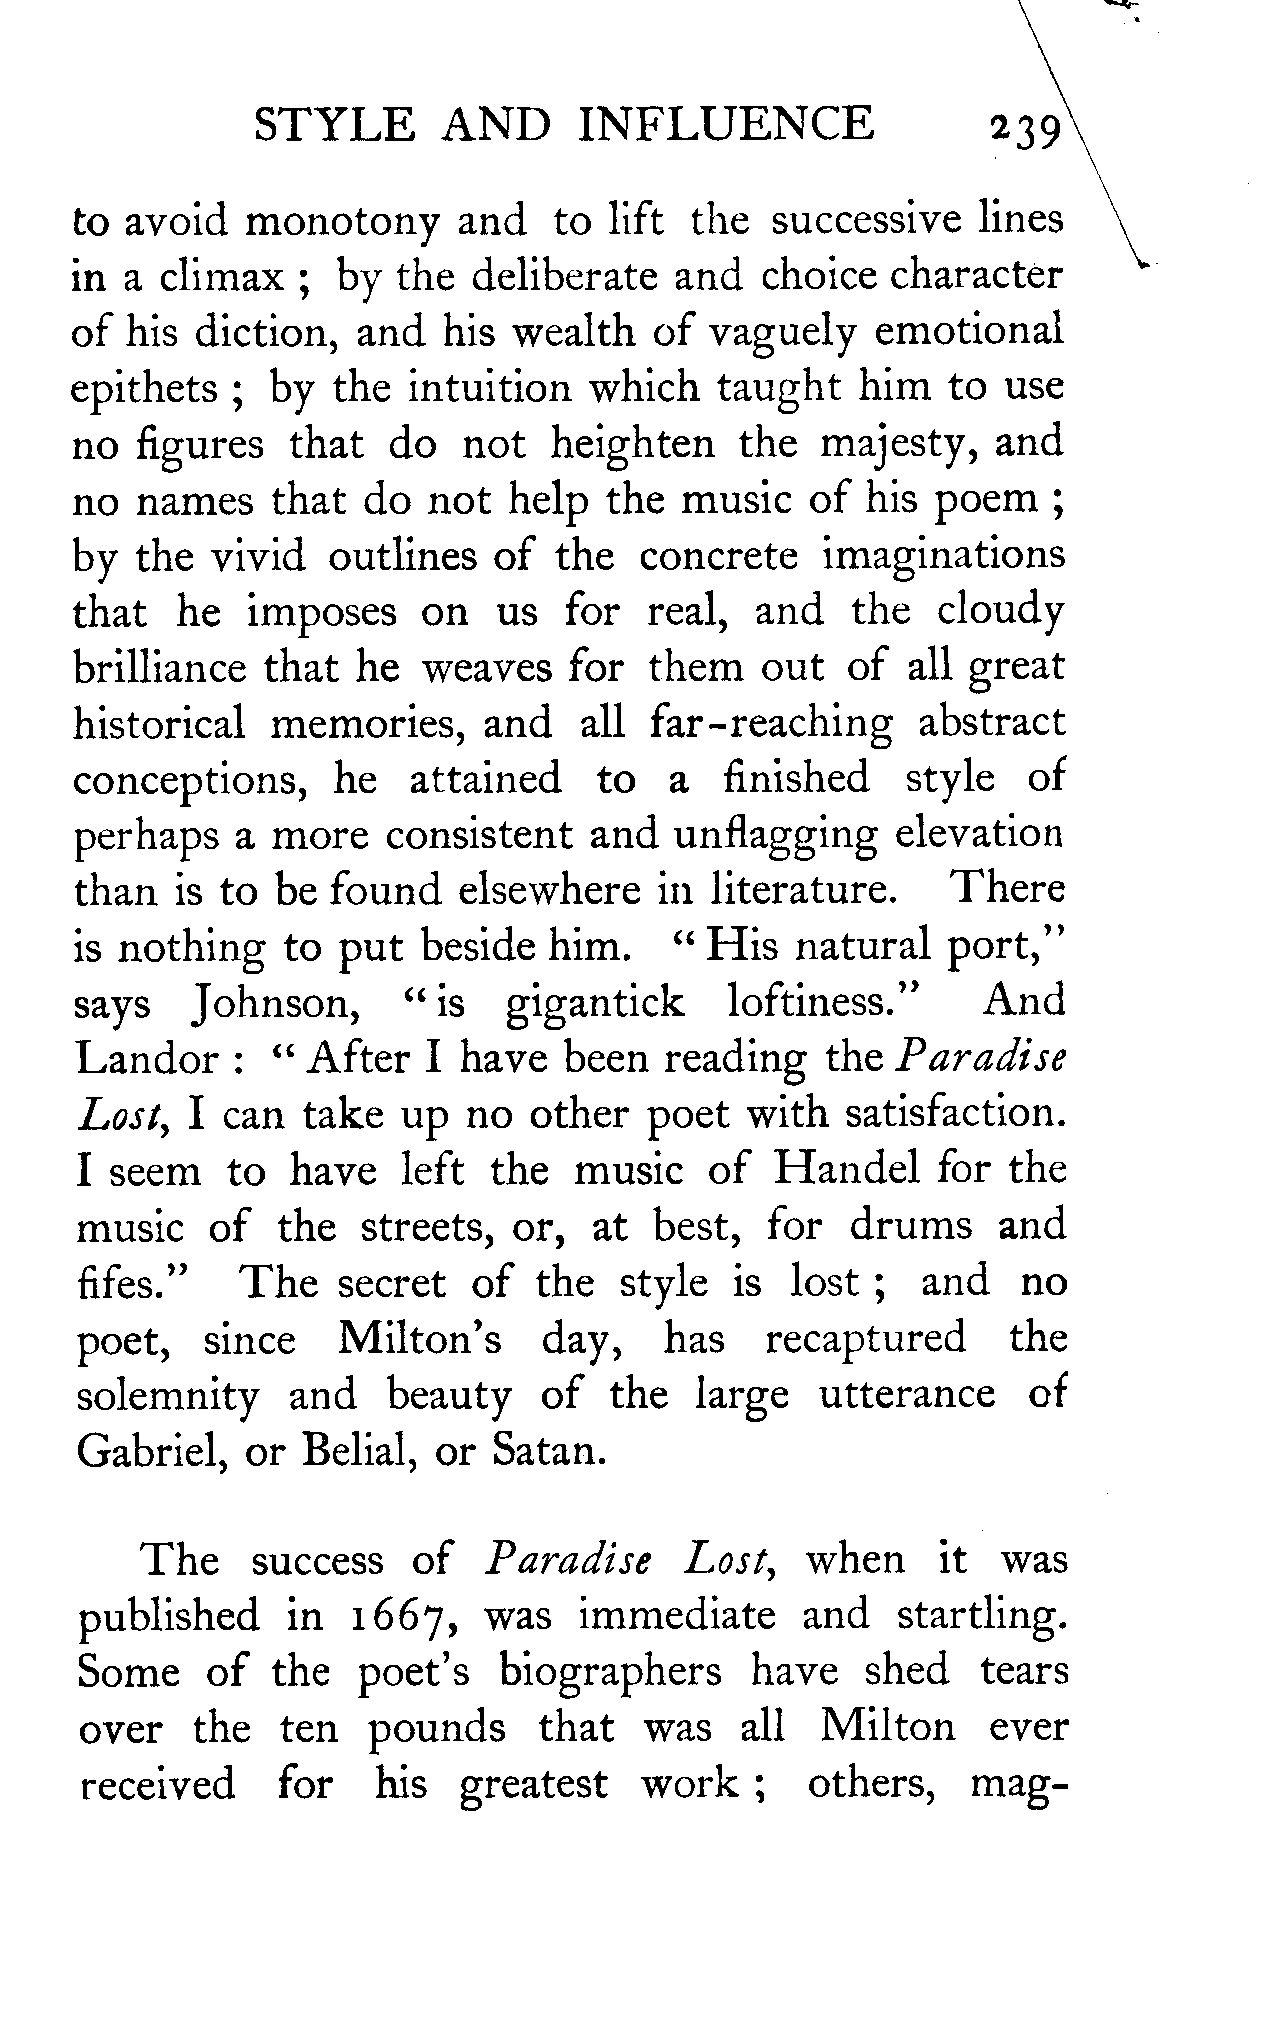 STYLE AND INFLUENCE 239
to avoid monotony and to lift the successive lines
in a climax ; by the deliberate and choice character
of his diction, and his wealth of vaguely emotional
epithets ; by the intuition which taught him to use
no figures that do not heighten the majesty, and
no names that do not help the music of his poem ;
by the vivid outlines of the concrete imaginations
that he imposes on us for real, and the cloudy
brilliance that he weaves for them out of all great
historical memories, and all far-reaching abstract
conceptions, he attained to a finished style of
perhaps a more consistent and unflagging elevation
than is to be found elsewhere in literature. There
is nothing to put beside him. “ His natural port,”
says Johnson, “ is gigantick loftiness.” And
Landor : “ After I have been reading the Paradise
Lost, I can take up no other poet with satisfaction.
I seem to have left the music of Handel for the
music of the streets, or, at best, for drums and
fifes.” The secret of the style is lost ; and no
poet, since Milton’s day, has recaptured the
solemnity and beauty of the large utterance of
Gabriel, or Belial, or Satan.
The success of Paradise Lost, when it was
published in 1667, was immediate and startling.
Some of the poet’s biographers have shed tears
over the ten pounds that was all Milton ever
received for his greatest work ; others, mag-